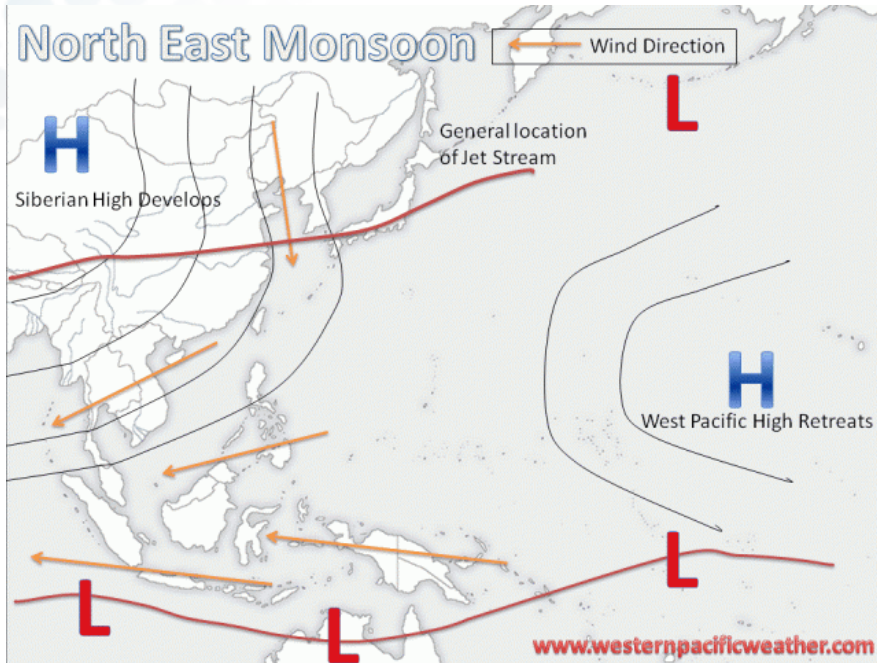 North East Monsoon
Wind Direction
L
H
General location
of Jet Stream
Siberian High Develops
H
West Pacific High Retreats
L
L
L
www.westernpacificweather.com